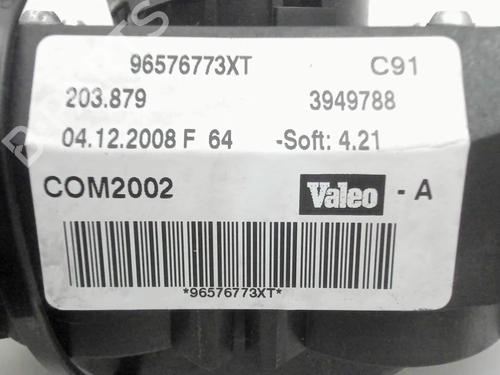 96576773XT C91
203.879 3949788
04.12.2008 F 64 -Soft: 4.21
COM2002 Valeo - A
*96576773XT*